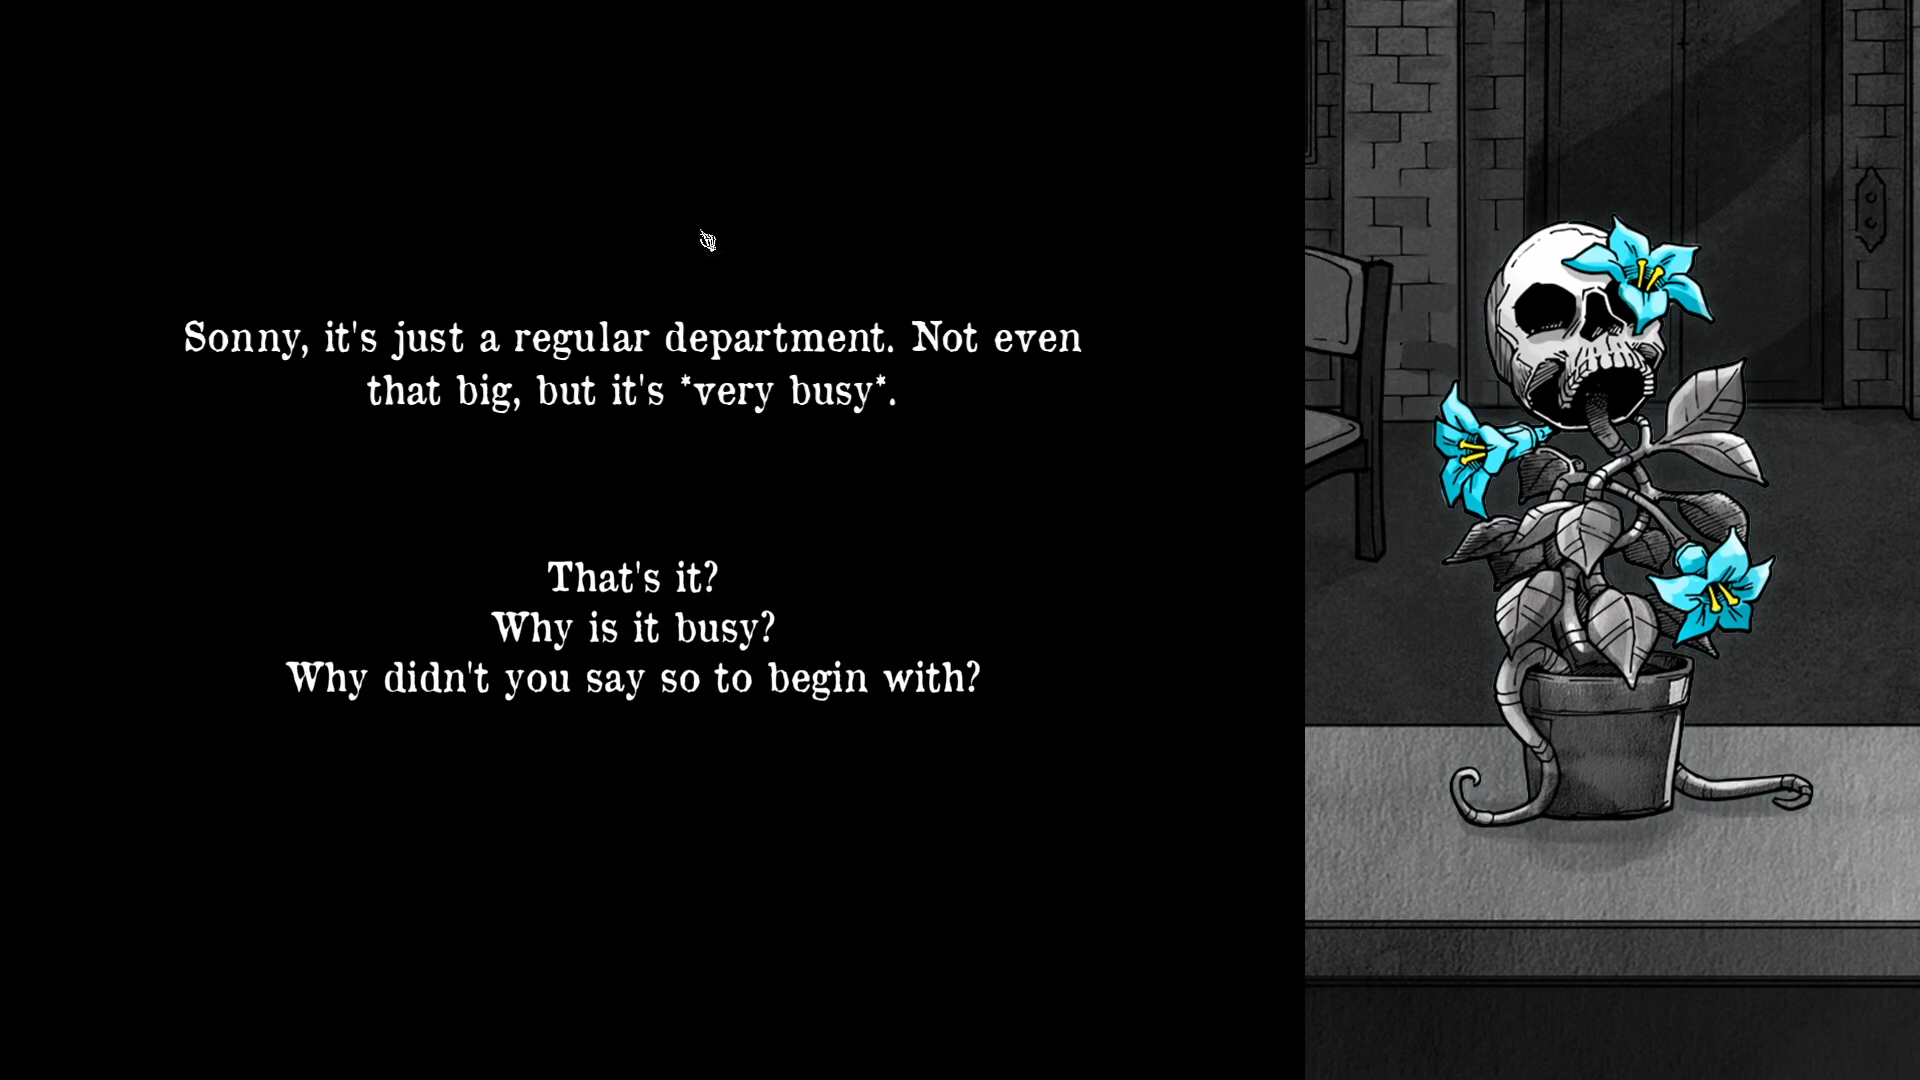 Sonny, it's just a regular department. Not even
that big, but it's *very busy*.
That's it?
Why is it busy?
Why didn't you say so to begin with?